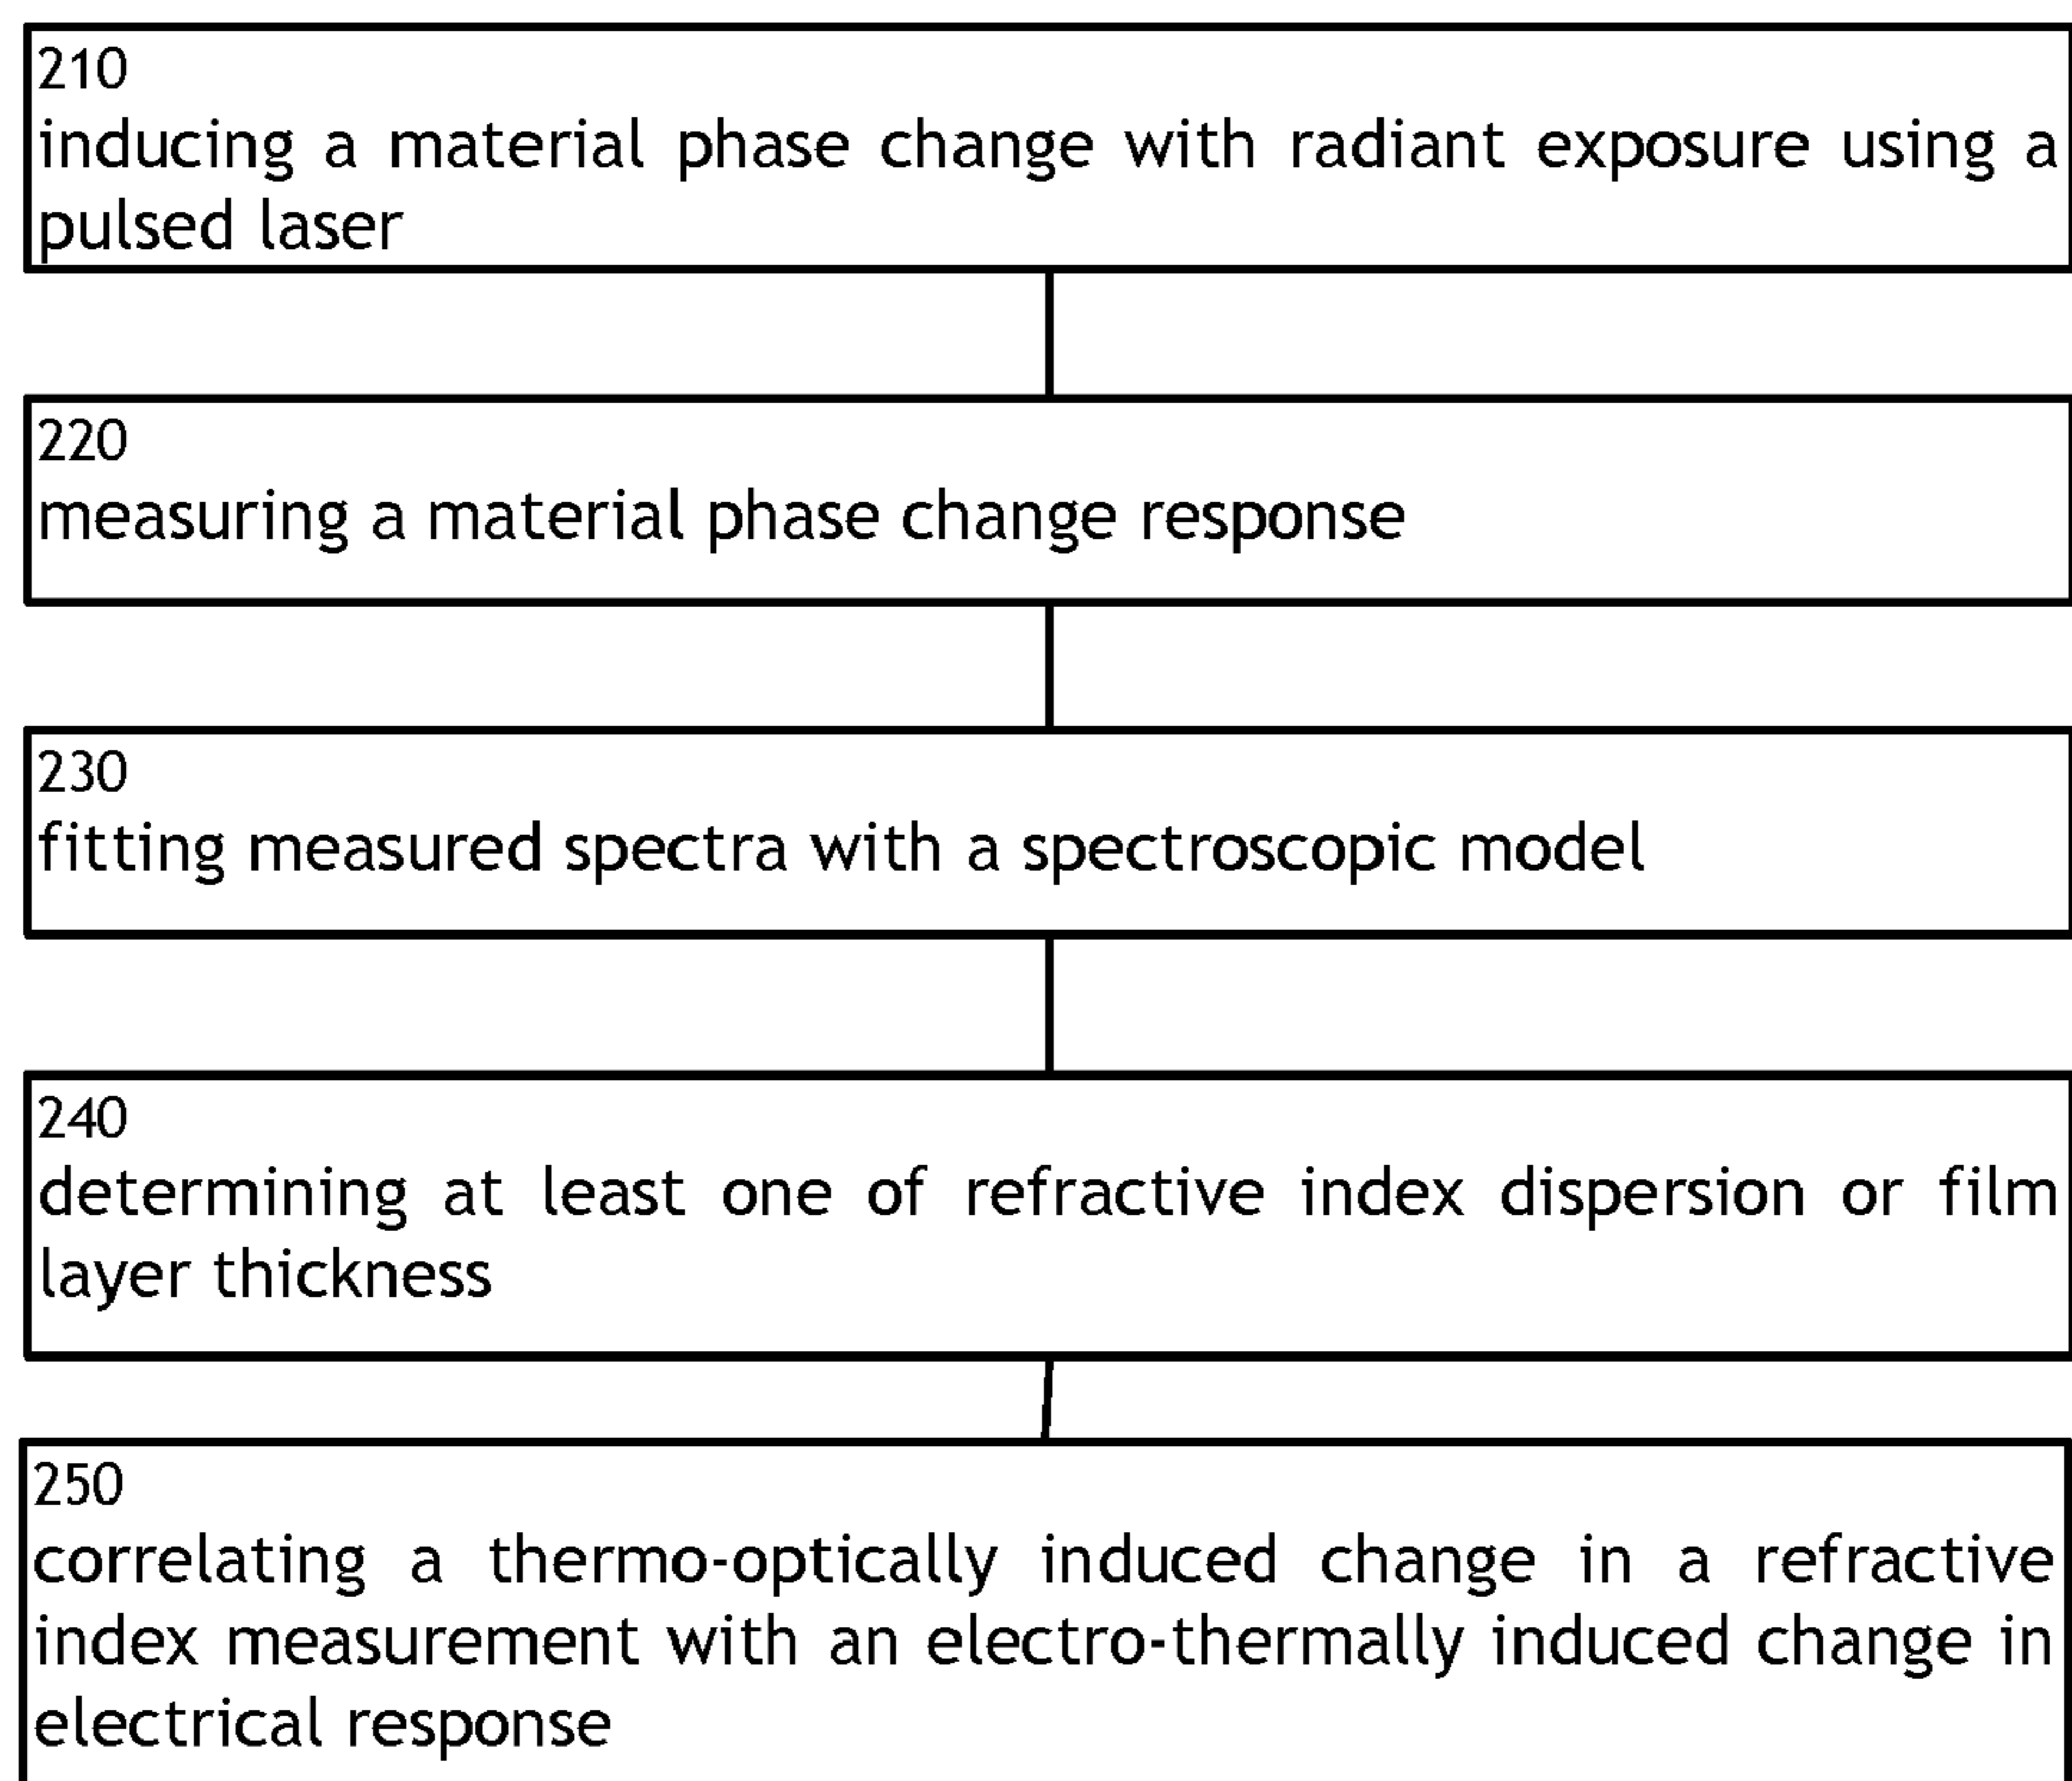 210
inducing a material phase change with radiant exposure using a
pulsed laser
220
measuring a material phase change response
230
fitting measured spectra with a spectroscopic model
240
determining at least one of refractive index dispersion or film
layer thickness
250
correlating a thermo-optically induced change in a refractive
index measurement with an electro-thermally induced change in
electrical response